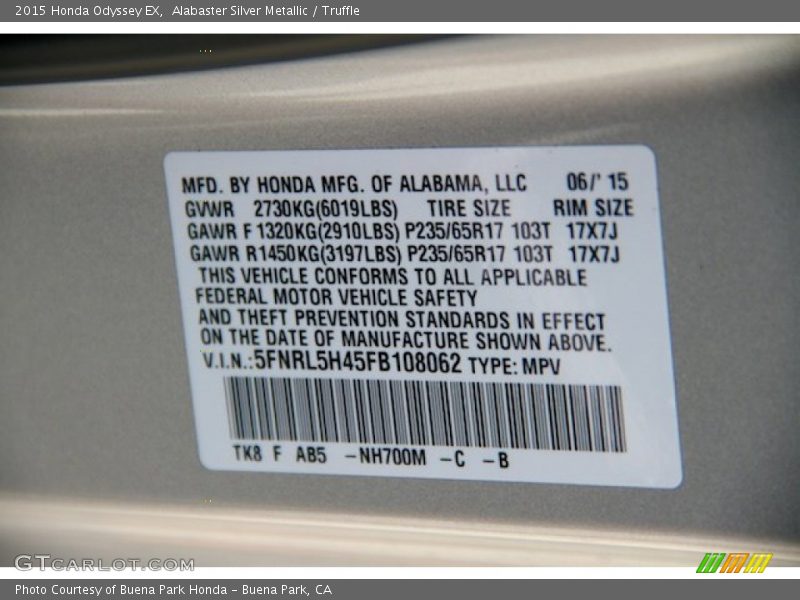 2015 Honda Odyssey EX, Alabaster Silver Metallic / Truffle
MFD. BY HONDA MFG. OF ALABAMA, LLC 06/' 15
GVWR 2730KG(6019LBS) TIRE SIZE RIM SIZE
GAWR F 1320KG(2910LBS) P235/65R17 103T 17X7J
GAWR R1450KG(3197LBS) P235/65R17 103T 17X7J
THIS VEHICLE CONFORMS TO ALL APPLICABLE
FEDERAL MOTOR VEHICLE SAFETY
AND THEFT PREVENTION STANDARDS IN EFFECT
ON THE DATE OF MANUFACTURE SHOWN ABOVE.
V.I.N.:5FNRL5H45FB108062 TYPE: MPV
TK8 F AB5 -NH700M -C -B
GTCARLOT.COM
Photo Courtesy of Buena Park Honda - Buena Park, CA